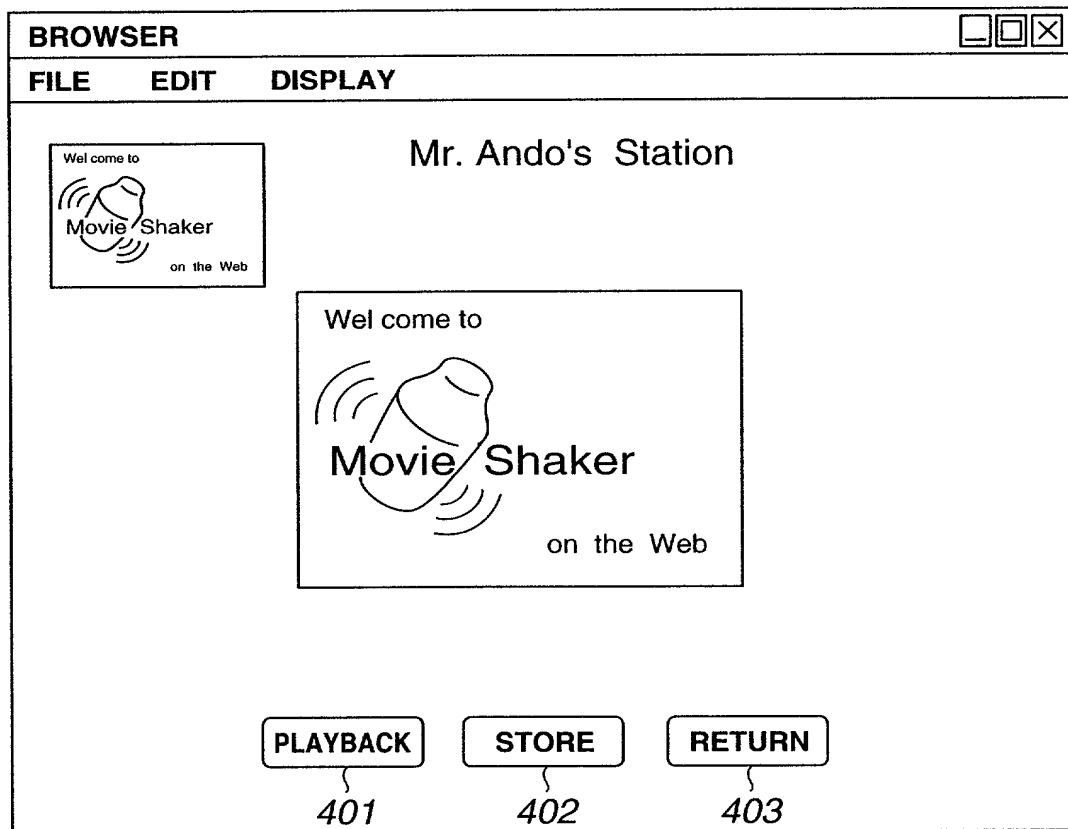 BROWSER
FILE EDIT DISPLAY
Mr. Ando's Station
Wel come to
Movie Shaker
on the Web
Wel come to
Movie Shaker
on the Web
PLAYBACK STORE RETURN
401 402 403